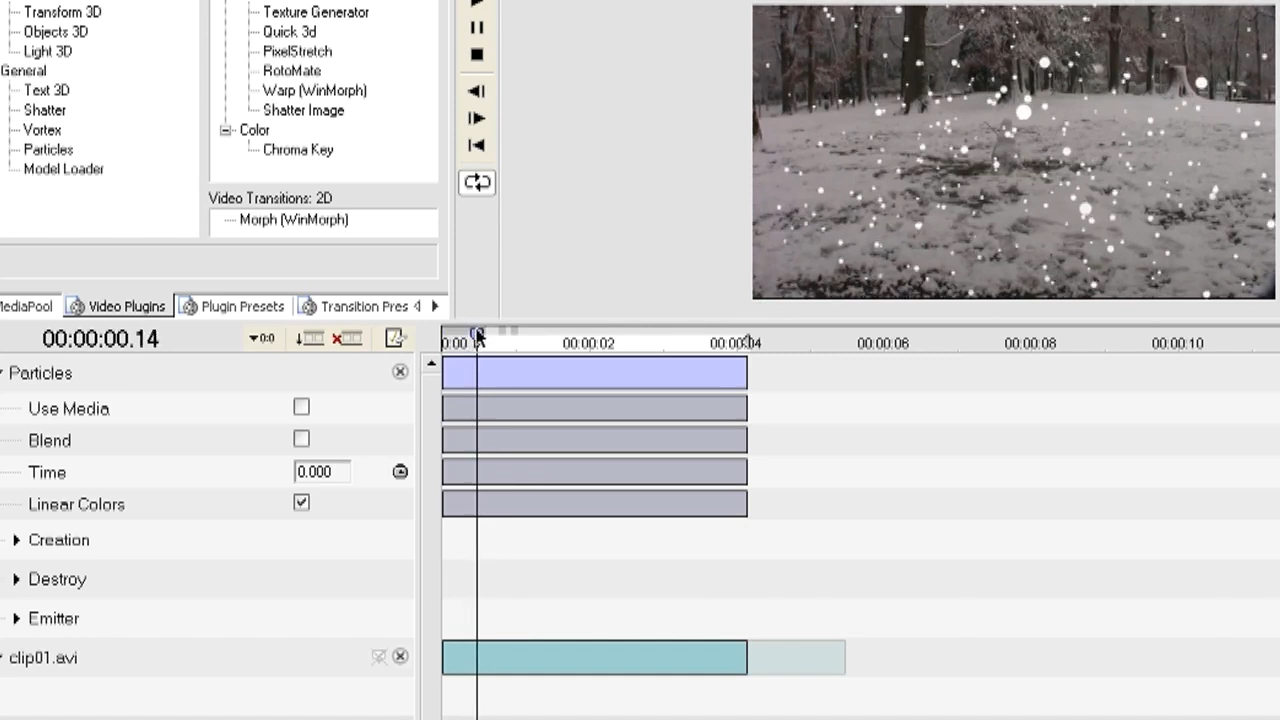 Transform 3D
Objects 3D
Light 3D
General
Text 3D
Shatter
Vortex
Particles
Model Loader
Texture Generator
Quick 3d
PixelStretch
RotoMate
Warp (WinMorph)
Shatter Image
Color
Chroma Key
Video Transitions: 2D
Morph (WinMorph)
MediaPool Video Plugins Plugin Presets Transition Pres
00:00:00.14 0:0
00:00:02 00:00:04 00:00:06 00:00:08 00:00:10
Particles
Use Media
Blend
Time 0.000
Linear Colors
Creation
Destroy
Emitter
clip01.avi